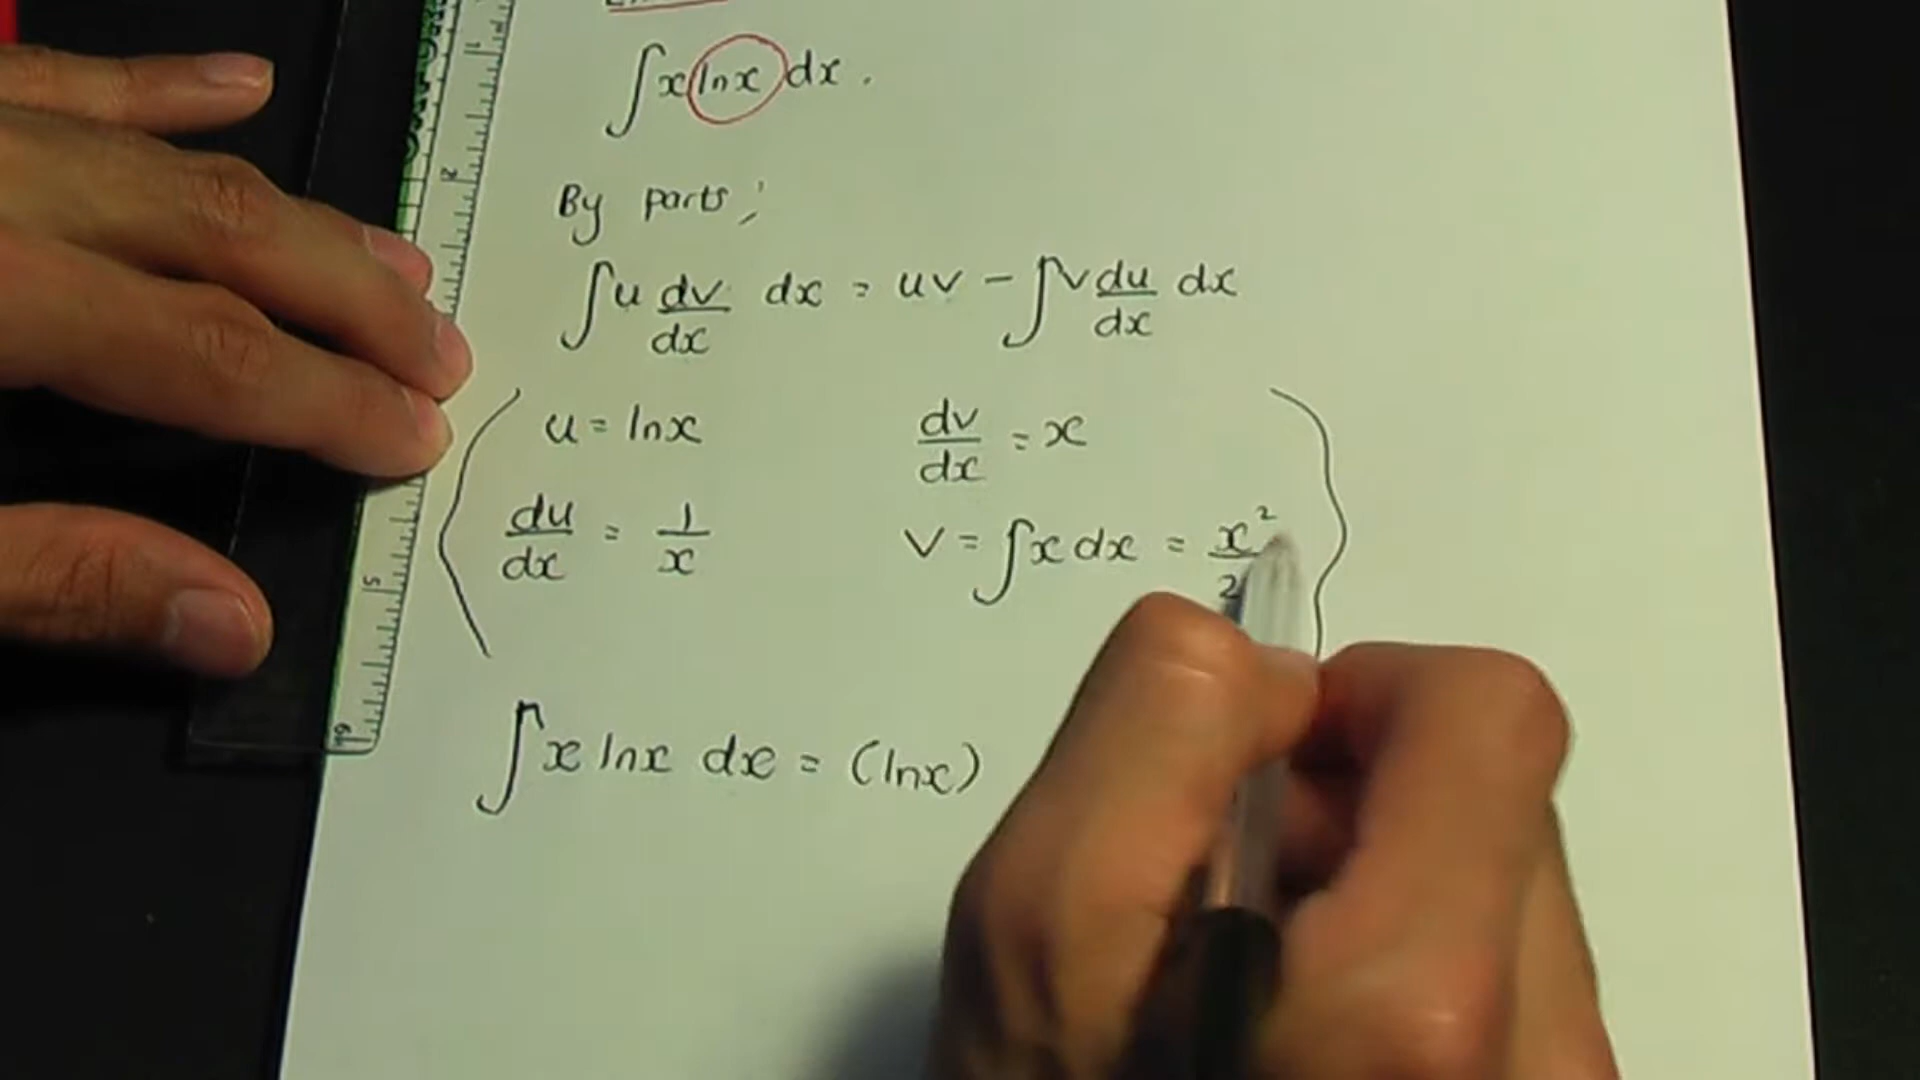 ∫ x ln x dx .
By parts ;
∫ u dv/dx dx = uv − ∫ v du/dx dx
u = ln x dv/dx = x
du/dx = 1/x v = ∫ x dx = x²/2
∫ x ln x dx = (ln x)